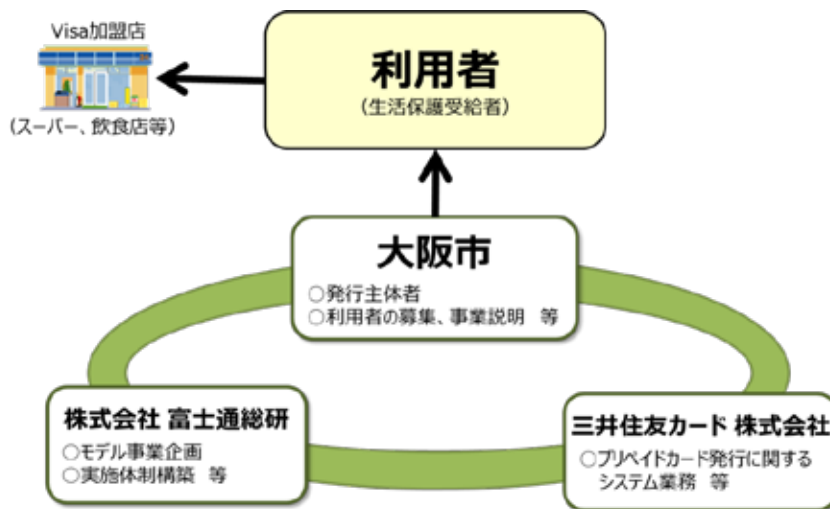 Visa加盟店
(スーパー、飲食店等)
利用者
(生活保護受給者)
大阪市
○発行主体者
○利用者の募集、事業説明 等
株式会社 富士通総研
○モデル事業企画
○実施体制構築 等
三井住友カード 株式会社
○プリペイドカード発行に関する
システム業務 等